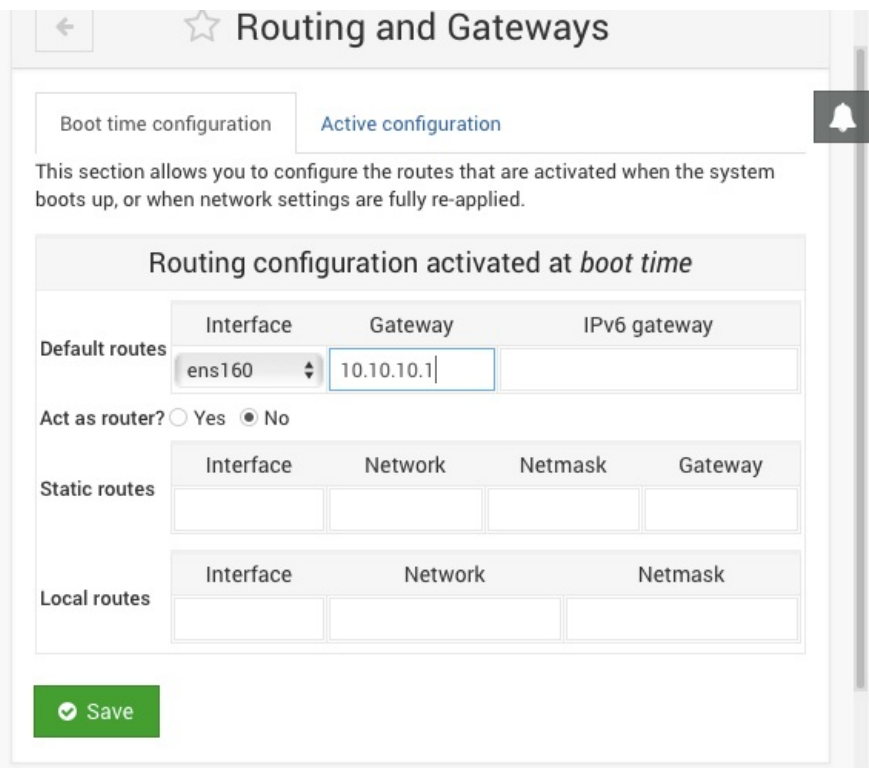 Routing and Gateways
Boot time configuration
Active configuration
This section allows you to configure the routes that are activated when the system
boots up, or when network settings are fully re-applied.
Routing configuration activated at boot time
Default routes
Interface Gateway IPv6 gateway
ens160 10.10.10.1
Act as router? Yes No
Static routes
Interface Network Netmask Gateway
Local routes
Interface Network Netmask
Save